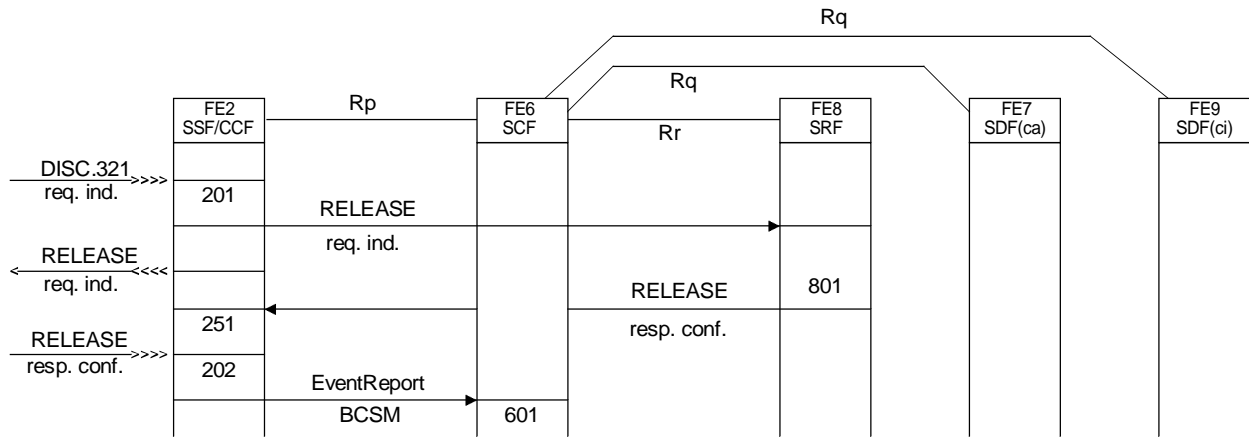 Rq
Rq
Rp
Rr
FE2
SSF/CCF
FE6
SCF
FE8
SRF
FE7
SDF(ca)
FE9
SDF(ci)
DISC.321
>>>>
req. ind.
201
RELEASE
req. ind.
RELEASE
<<<<
req. ind.
801
RELEASE
resp. conf.
251
RELEASE
>>>>
resp. conf.
202
EventReport
BCSM
601